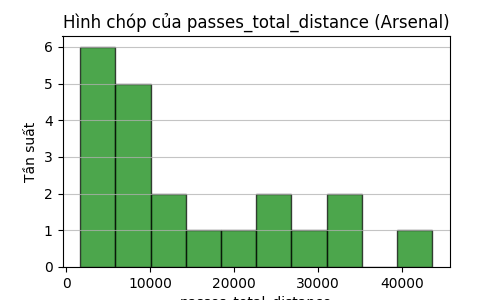 Hình chóp của passes_total_distance (Arsenal)
Tần suất
6
5
4
3
2
1
0
0 10000 20000 30000 40000
passes_total_distance